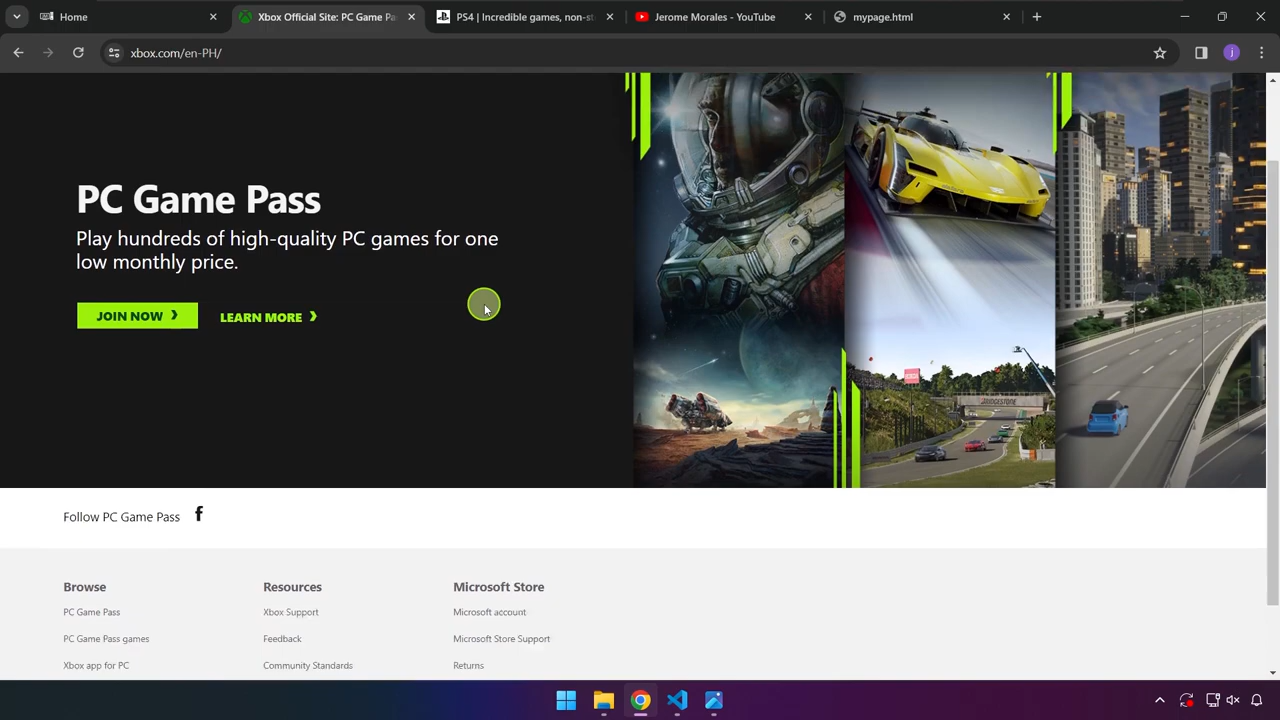 Home
Xbox Official Site: PC Game Pa
PS4 | Incredible games, non-st
Jerome Morales - YouTube
mypage.html
xbox.com/en-PH/
j
PC Game Pass
Play hundreds of high-quality PC games for one
low monthly price.
JOIN NOW
LEARN MORE
BRIDGESTONE
Follow PC Game Pass
Browse
Resources
Microsoft Store
PC Game Pass
Xbox Support
Microsoft account
PC Game Pass games
Feedback
Microsoft Store Support
Xbox app for PC
Community Standards
Returns